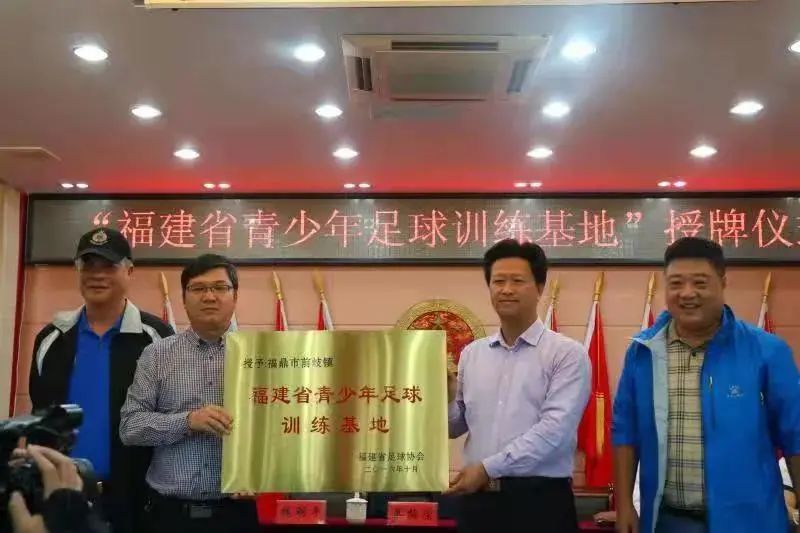 “福建省青少年足球训练基地”授牌仪
授予:福鼎市前岐镇
福建省青少年足球
训练基地
福建省足球协会
二〇一六年十月